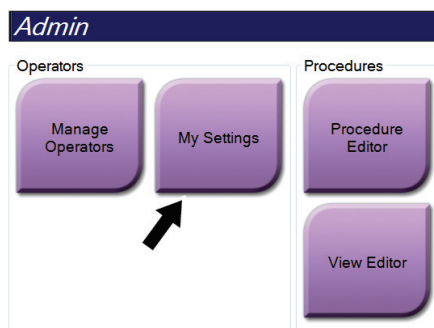 Admin
Operators
Procedures
Manage
Operators
My Settings
Procedure
Editor
View Editor